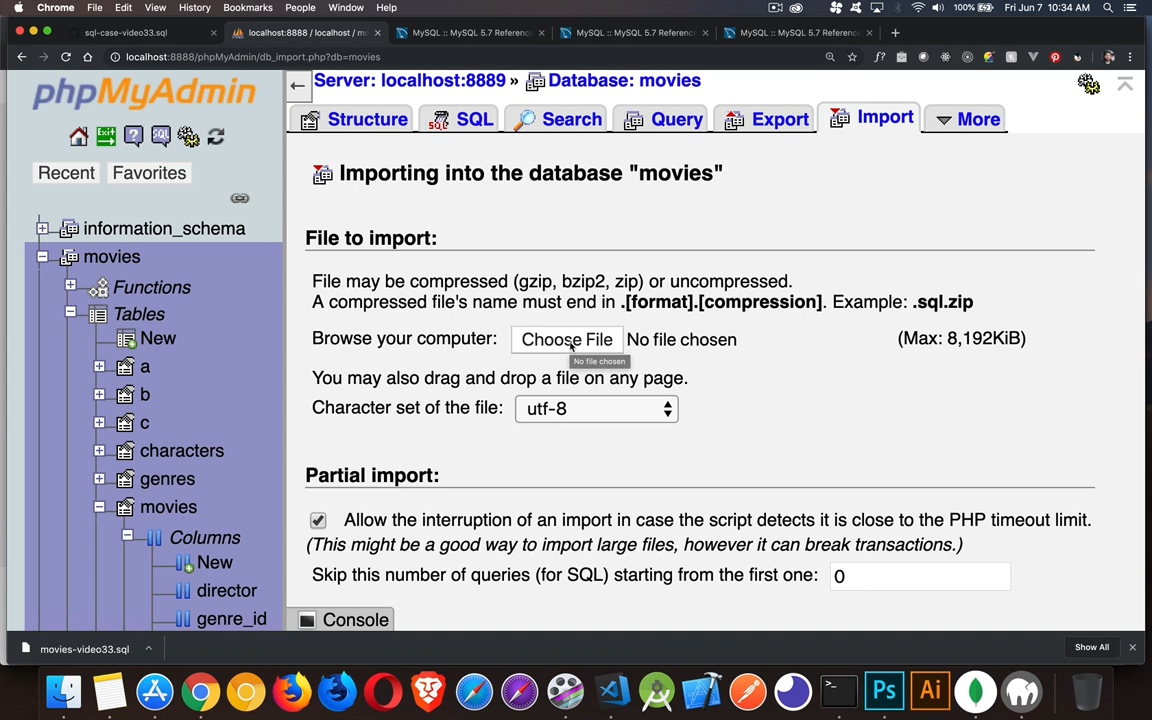 Chrome File Edit View History Bookmarks People Window Help 100% Fri Jun 7 10:34 AM
sql-case-video33.sql × localhost:8888 / localhost / mo × MySQL :: MySQL 5.7 Referenc × MySQL :: MySQL 5.7 Referenc × MySQL :: MySQL 5.7 Referenc × +
localhost:8888/phpMyAdmin/db_import.php?db=movies
phpMyAdmin
Recent Favorites
information_schema
movies
Functions
Tables
New
a
b
c
characters
genres
movies
Columns
New
director
genre_id
Server: localhost:8889 » Database: movies
Structure SQL Search Query Export Import More
Importing into the database "movies"
File to import:
File may be compressed (gzip, bzip2, zip) or uncompressed.
A compressed file's name must end in .[format].[compression]. Example: .sql.zip
Browse your computer: Choose File No file chosen (Max: 8,192KiB)
No file chosen
You may also drag and drop a file on any page.
Character set of the file: utf-8
Partial import:
Allow the interruption of an import in case the script detects it is close to the PHP timeout limit.
(This might be a good way to import large files, however it can break transactions.)
Skip this number of queries (for SQL) starting from the first one: 0
Console
movies-video33.sql Show All
Ps Ai